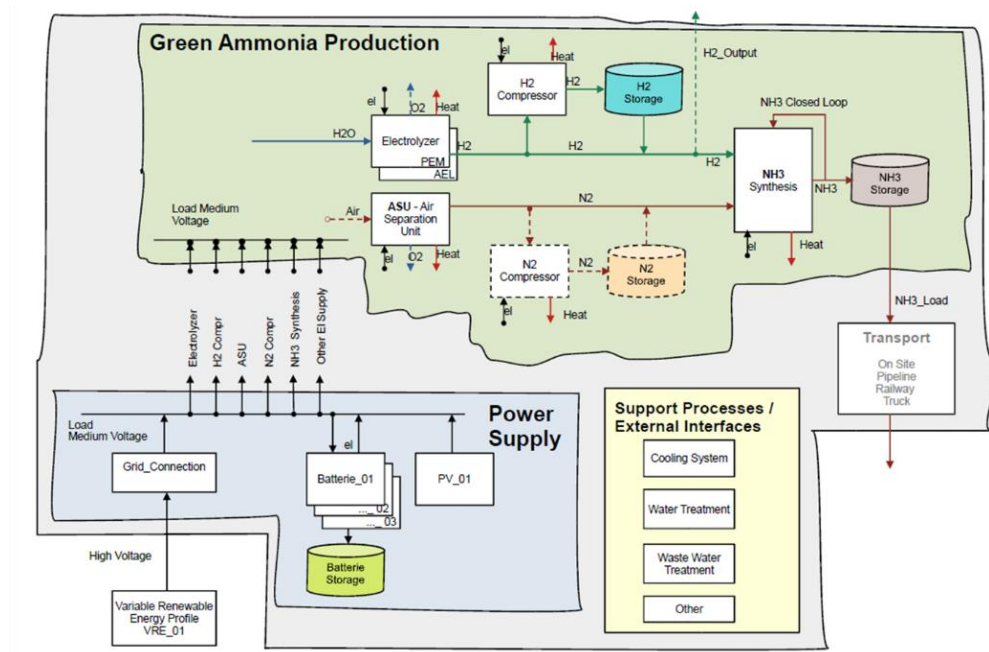 Green Ammonia Production
el
O2
Heat
H2O
Electrolyzer
PEM
AEL
H2
el
Heat
H2
Compressor
H2
H2
Storage
H2_Output
H2
H2
NH3 Closed Loop
NH3
Synthesis
NH3
NH3
Storage
el
Heat
Load Medium
Voltage
Air
ASU - Air
Separation
Unit
el
O2
Heat
N2
N2
Compressor
N2
N2
Storage
el
Heat
NH3_Load
Transport
On Site
Pipeline
Railway
Truck
Electrolyzer
H2 Compr
ASU
N2 Compr
NH3 Synthesis
Other El Supply
Power
Supply
Load
Medium Voltage
Grid_Connection
el
Batterie_01
..._ 02
..._ 03
PV_01
Batterie
Storage
High Voltage
Variable Renewable
Energy Profile
VRE_01
Support Processes /
External Interfaces
Cooling System
Water Treatment
Waste Water
Treatment
Other